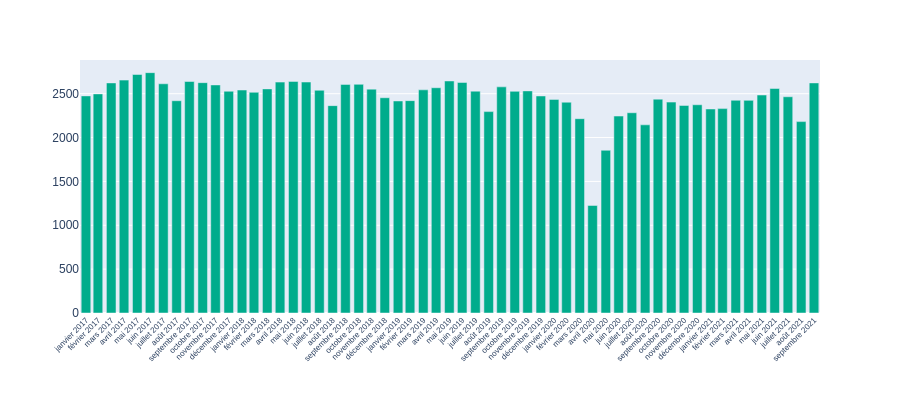 2500
2000
1500
1000
500
0
janvier 2017
février 2017
mars 2017
avril 2017
mai 2017
juin 2017
juillet 2017
août 2017
septembre 2017
octobre 2017
novembre 2017
décembre 2017
janvier 2018
février 2018
mars 2018
avril 2018
mai 2018
juin 2018
juillet 2018
août 2018
septembre 2018
octobre 2018
novembre 2018
décembre 2018
janvier 2019
février 2019
mars 2019
avril 2019
mai 2019
juin 2019
juillet 2019
août 2019
septembre 2019
octobre 2019
novembre 2019
décembre 2019
janvier 2020
février 2020
mars 2020
avril 2020
mai 2020
juin 2020
juillet 2020
août 2020
septembre 2020
octobre 2020
novembre 2020
décembre 2020
janvier 2021
février 2021
mars 2021
avril 2021
mai 2021
juin 2021
juillet 2021
août 2021
septembre 2021